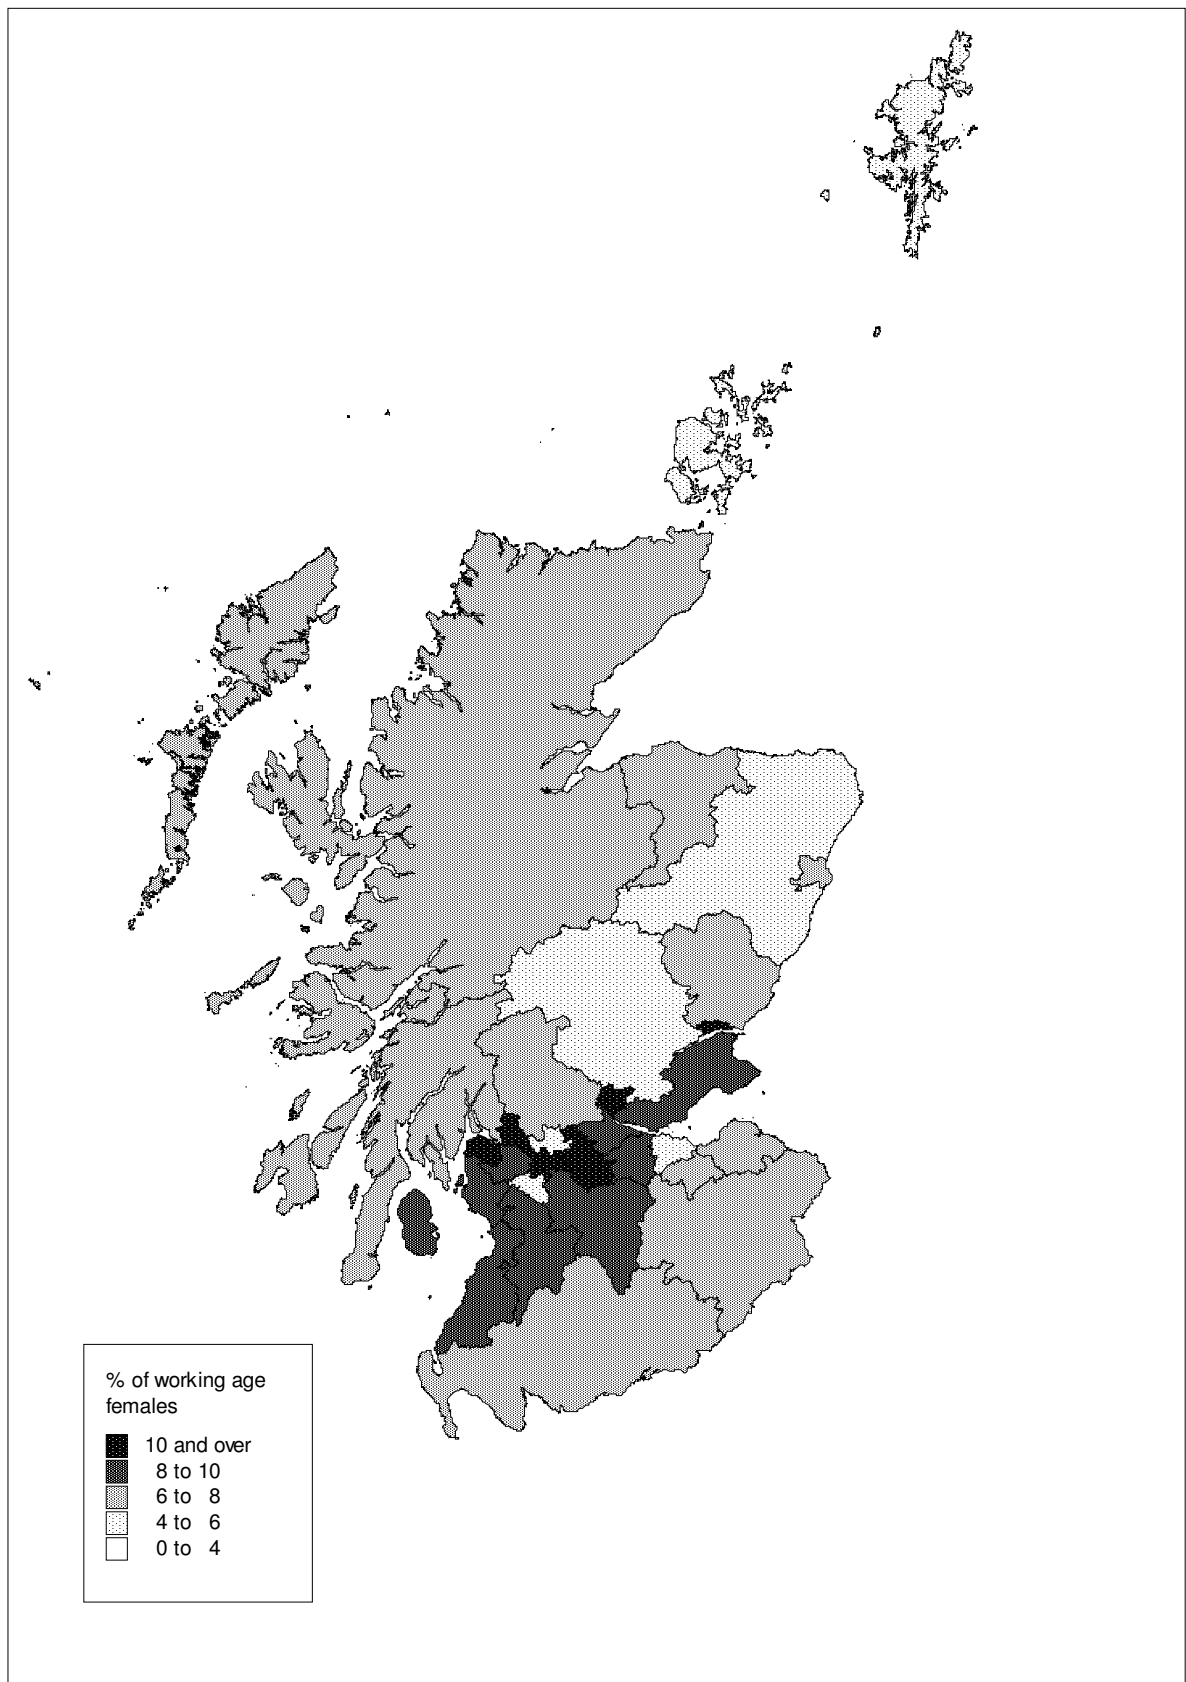 % of working age
females
10 and over
8 to 10
6 to 8
4 to 6
0 to 4